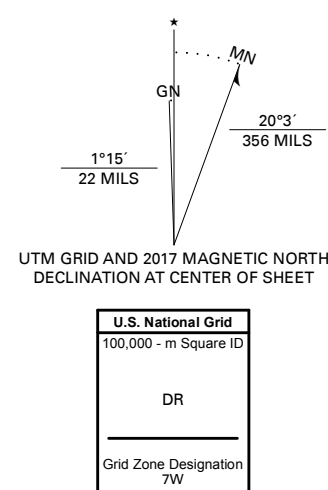 ★
MN
GN
20°3´
356 MILS
1°15´
22 MILS
UTM GRID AND 2017 MAGNETIC NORTH
DECLINATION AT CENTER OF SHEET
U.S. National Grid
100,000 - m Square ID
DR
Grid Zone Designation
7W